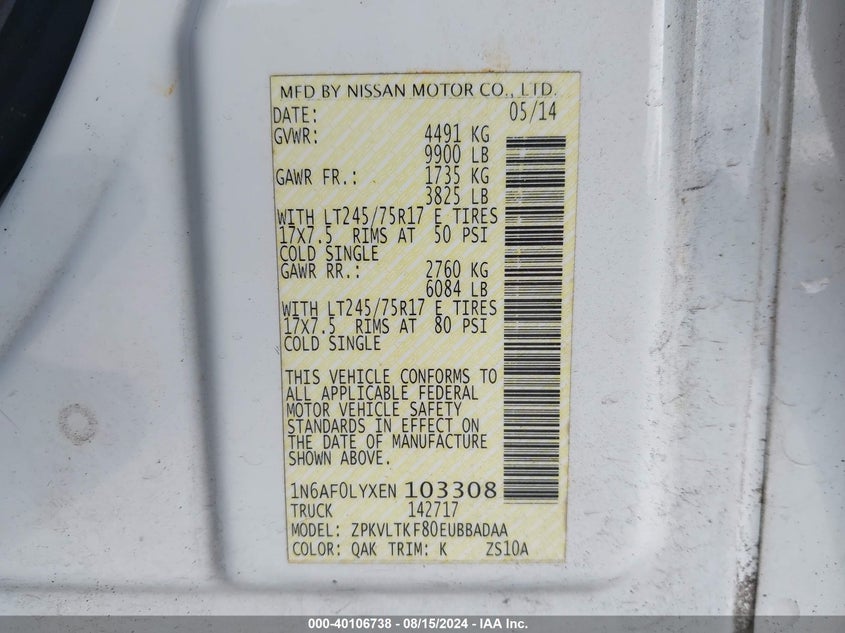 MFD BY NISSAN MOTOR CO., LTD.
DATE: 05/14
GVWR: 4491 KG
9900 LB
GAWR FR.: 1735 KG
3825 LB
WITH LT245/75R17 E TIRES
17X7.5 RIMS AT 50 PSI
COLD SINGLE
GAWR RR.: 2760 KG
6084 LB
WITH LT245/75R17 E TIRES
17X7.5 RIMS AT 80 PSI
COLD SINGLE
THIS VEHICLE CONFORMS TO
ALL APPLICABLE FEDERAL
MOTOR VEHICLE SAFETY
STANDARDS IN EFFECT ON
THE DATE OF MANUFACTURE
SHOWN ABOVE.
1N6AF0LYXEN 103308
TRUCK 142717
MODEL: ZPKVLTKF80EUBBADAA
COLOR: QAK TRIM: K ZS10A
000-40106738 - 08/15/2024 - IAA Inc.